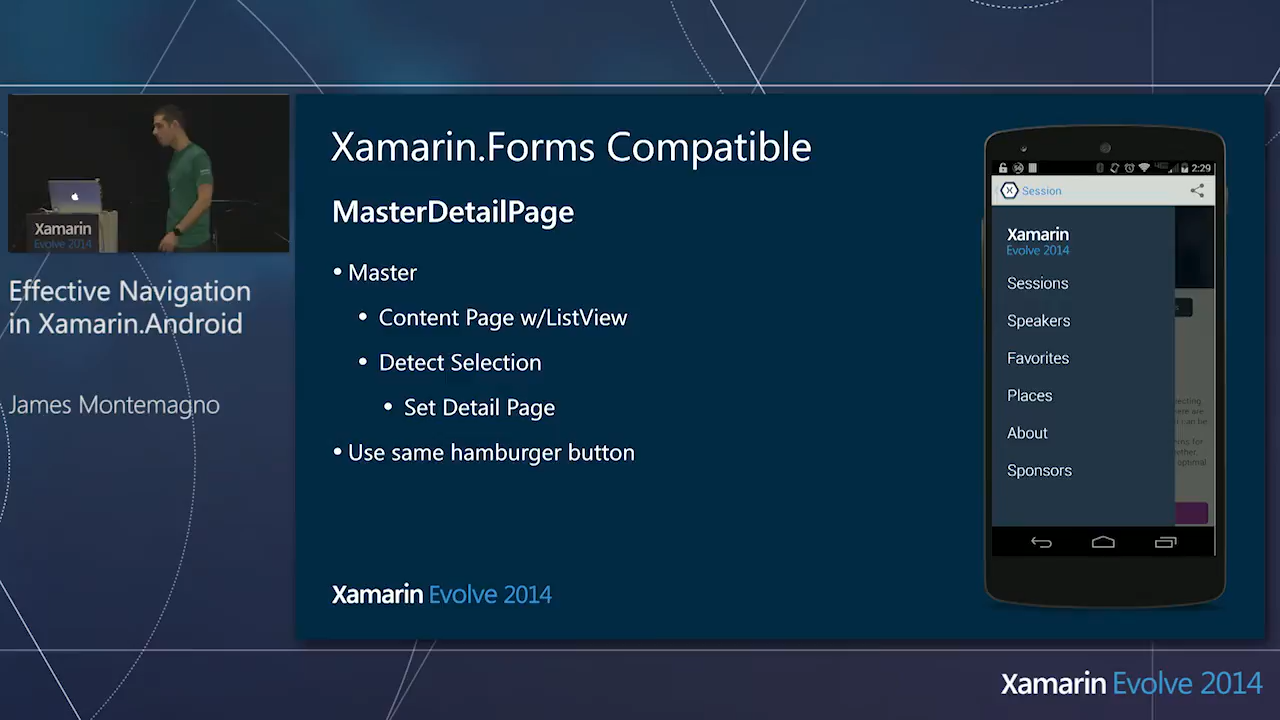 Xamarin
Evolve 2014
Effective Navigation
in Xamarin.Android
James Montemagno
Xamarin.Forms Compatible
MasterDetailPage
• Master
• Content Page w/ListView
• Detect Selection
• Set Detail Page
• Use same hamburger button
Xamarin Evolve 2014
2:29
Session
Xamarin
Evolve 2014
Sessions
Speakers
Favorites
Places
About
Sponsors
Xamarin Evolve 2014